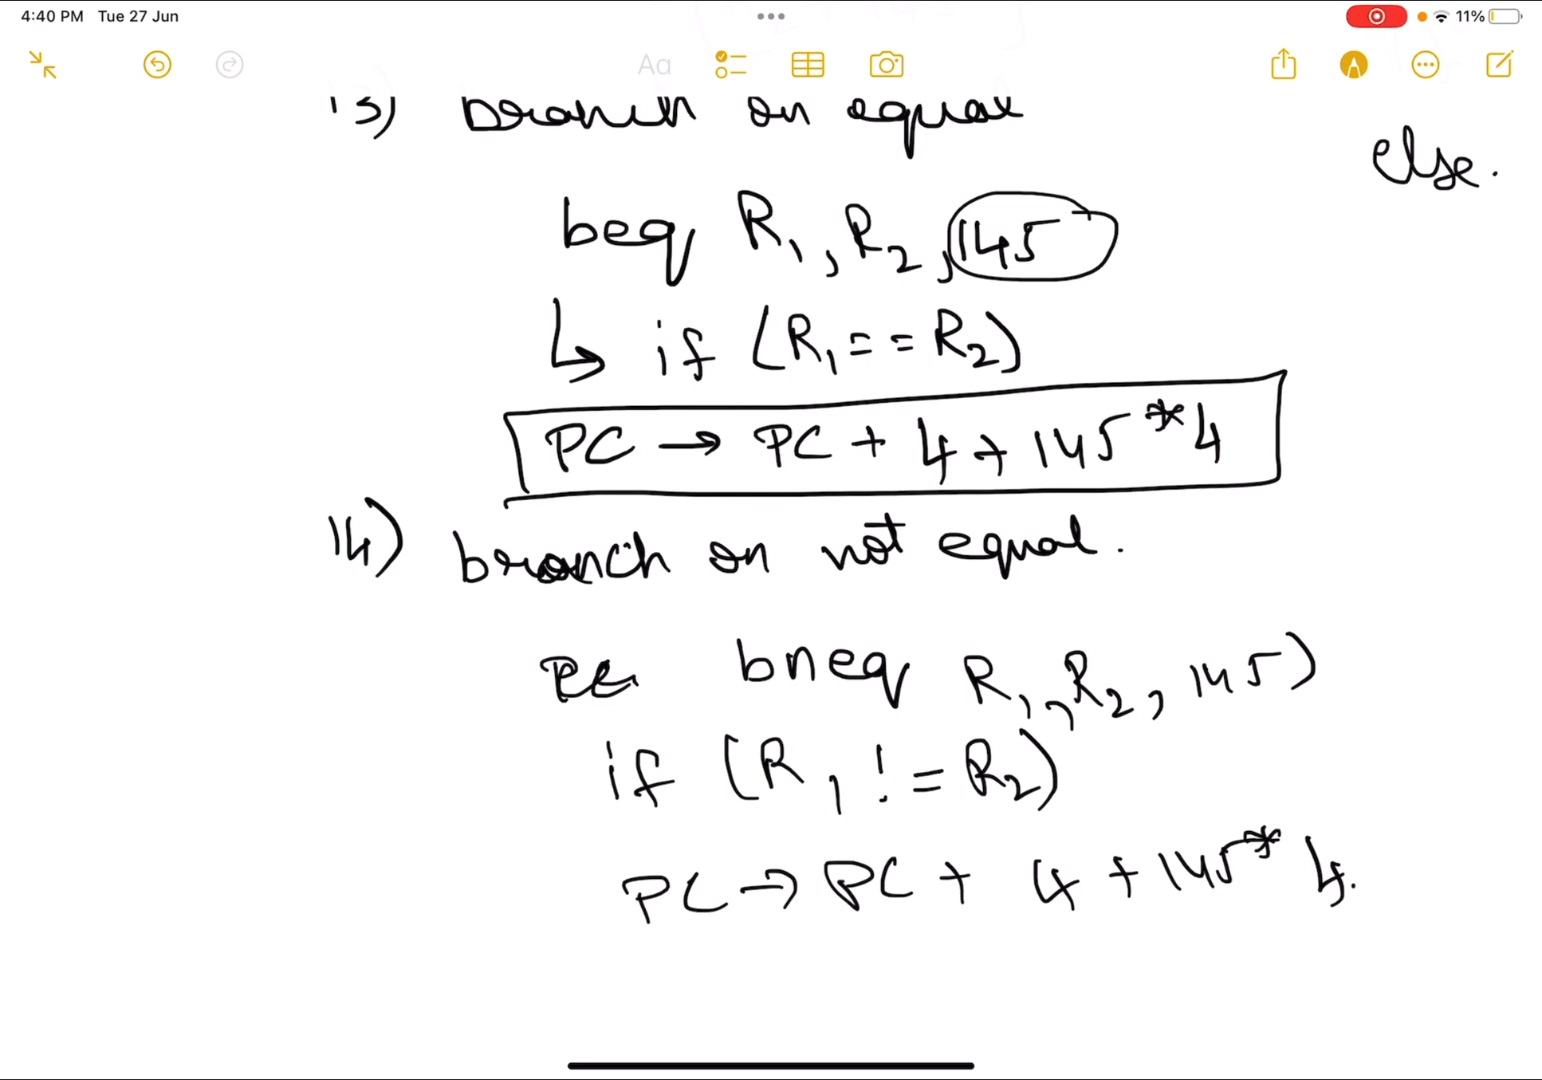 4:40 PM Tue 27 Jun
11%
Aa
13) branch on equal
else.
beq R1, R2, 145
↳ if (R1 == R2)
PC → PC + 4 + 145 * 4
14) branch on not equal.
bneq R1, R2, 145)
if (R1 != R2)
PC → PC + 4 + 145 * 4.